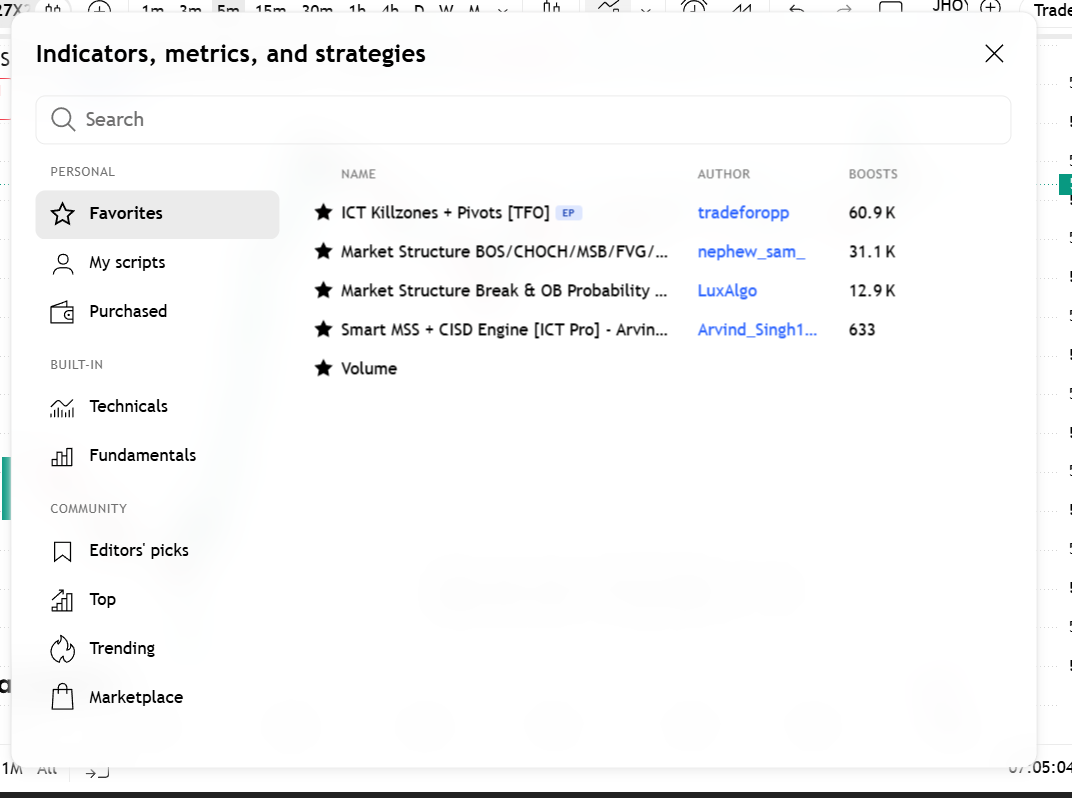 1m 3m 5m 15m 30m 1h 4h D W M
Trade
Indicators, metrics, and strategies
Search
PERSONAL
Favorites
My scripts
Purchased
BUILT-IN
Technicals
Fundamentals
COMMUNITY
Editors' picks
Top
Trending
Marketplace
NAME AUTHOR BOOSTS
ICT Killzones + Pivots [TFO] EP tradeforopp 60.9 K
Market Structure BOS/CHOCH/MSB/FVG/... nephew_sam_ 31.1 K
Market Structure Break & OB Probability ... LuxAlgo 12.9 K
Smart MSS + CISD Engine [ICT Pro] - Arvin... Arvind_Singh1... 633
Volume
1M All
07:05:04